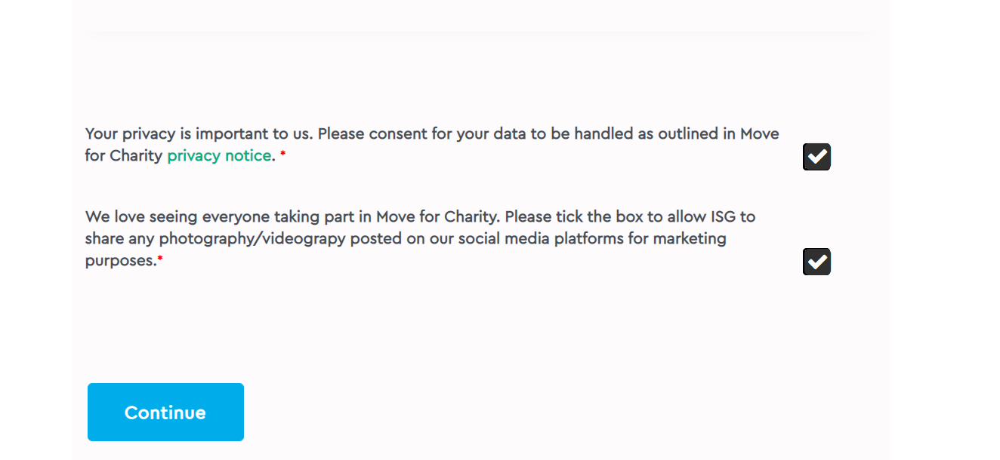 Your privacy is important to us. Please consent for your data to be handled as outlined in Move
for Charity privacy notice. *
We love seeing everyone taking part in Move for Charity. Please tick the box to allow ISG to
share any photography/videograpy posted on our social media platforms for marketing
purposes.*
Continue